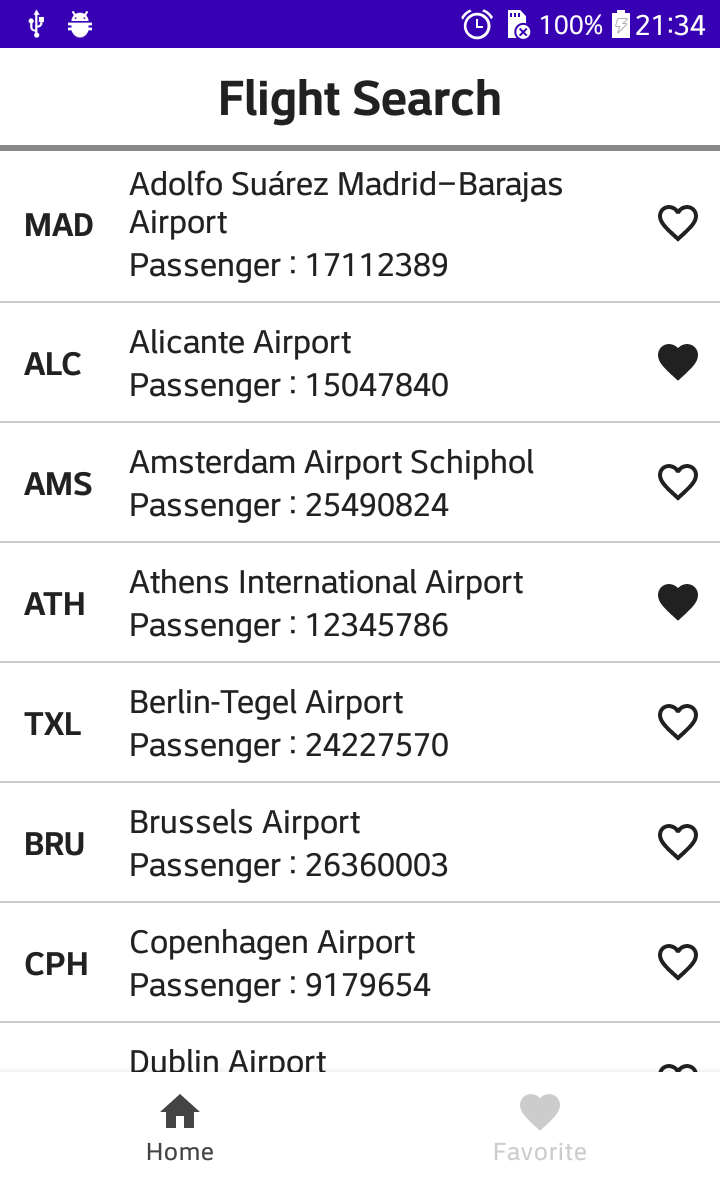 100% 21:34
Flight Search
MAD
Adolfo Suárez Madrid–Barajas
Airport
Passenger : 17112389
ALC
Alicante Airport
Passenger : 15047840
AMS
Amsterdam Airport Schiphol
Passenger : 25490824
ATH
Athens International Airport
Passenger : 12345786
TXL
Berlin-Tegel Airport
Passenger : 24227570
BRU
Brussels Airport
Passenger : 26360003
CPH
Copenhagen Airport
Passenger : 9179654
Dublin Airport
Home
Favorite